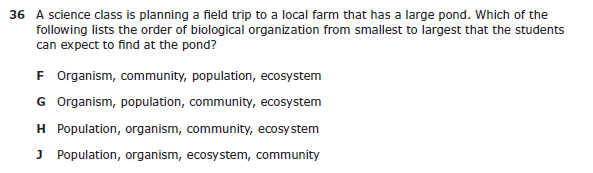 36 A science class is planning a field trip to a local farm that has a large pond. Which of the
following lists the order of biological organization from smallest to largest that the students
can expect to find at the pond?
F Organism, community, population, ecosystem
G Organism, population, community, ecosystem
H Population, organism, community, ecosystem
J Population, organism, ecosystem, community